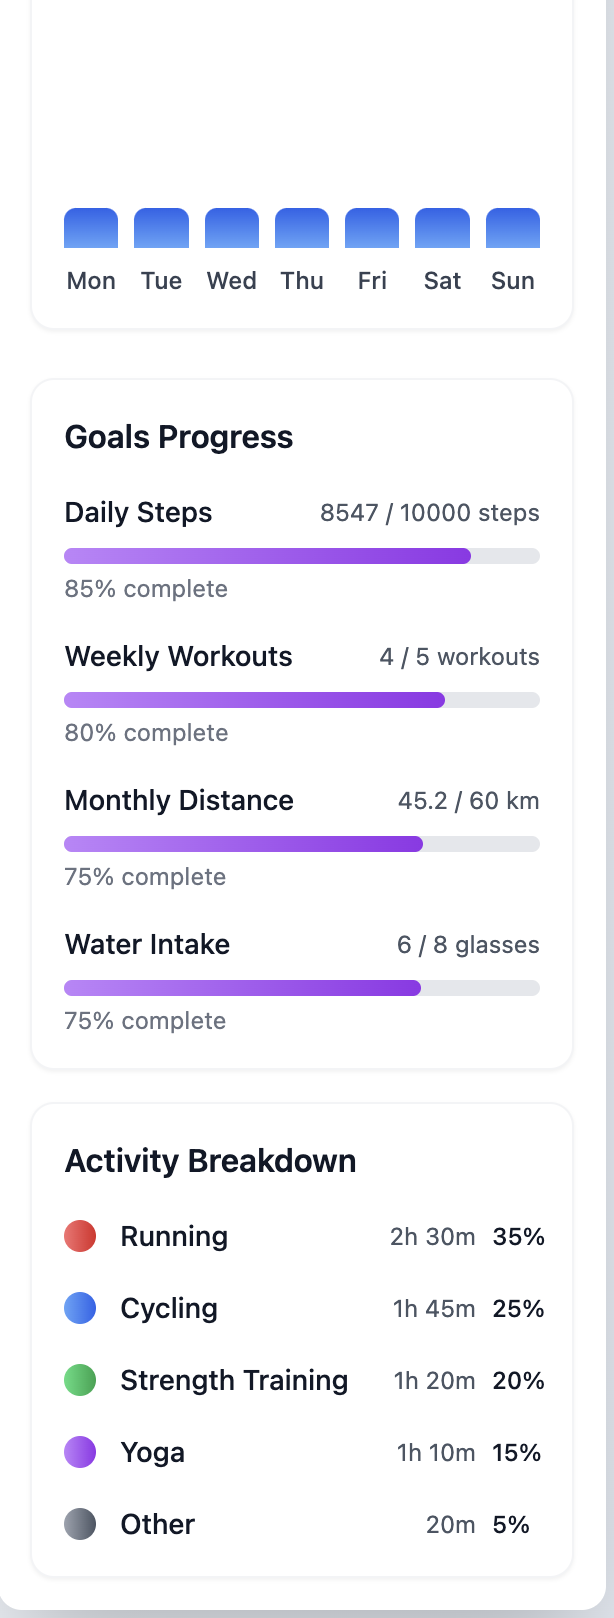 Mon Tue Wed Thu Fri Sat Sun
Goals Progress
Daily Steps 8547 / 10000 steps
85% complete
Weekly Workouts 4 / 5 workouts
80% complete
Monthly Distance 45.2 / 60 km
75% complete
Water Intake 6 / 8 glasses
75% complete
Activity Breakdown
Running 2h 30m 35%
Cycling 1h 45m 25%
Strength Training 1h 20m 20%
Yoga 1h 10m 15%
Other 20m 5%